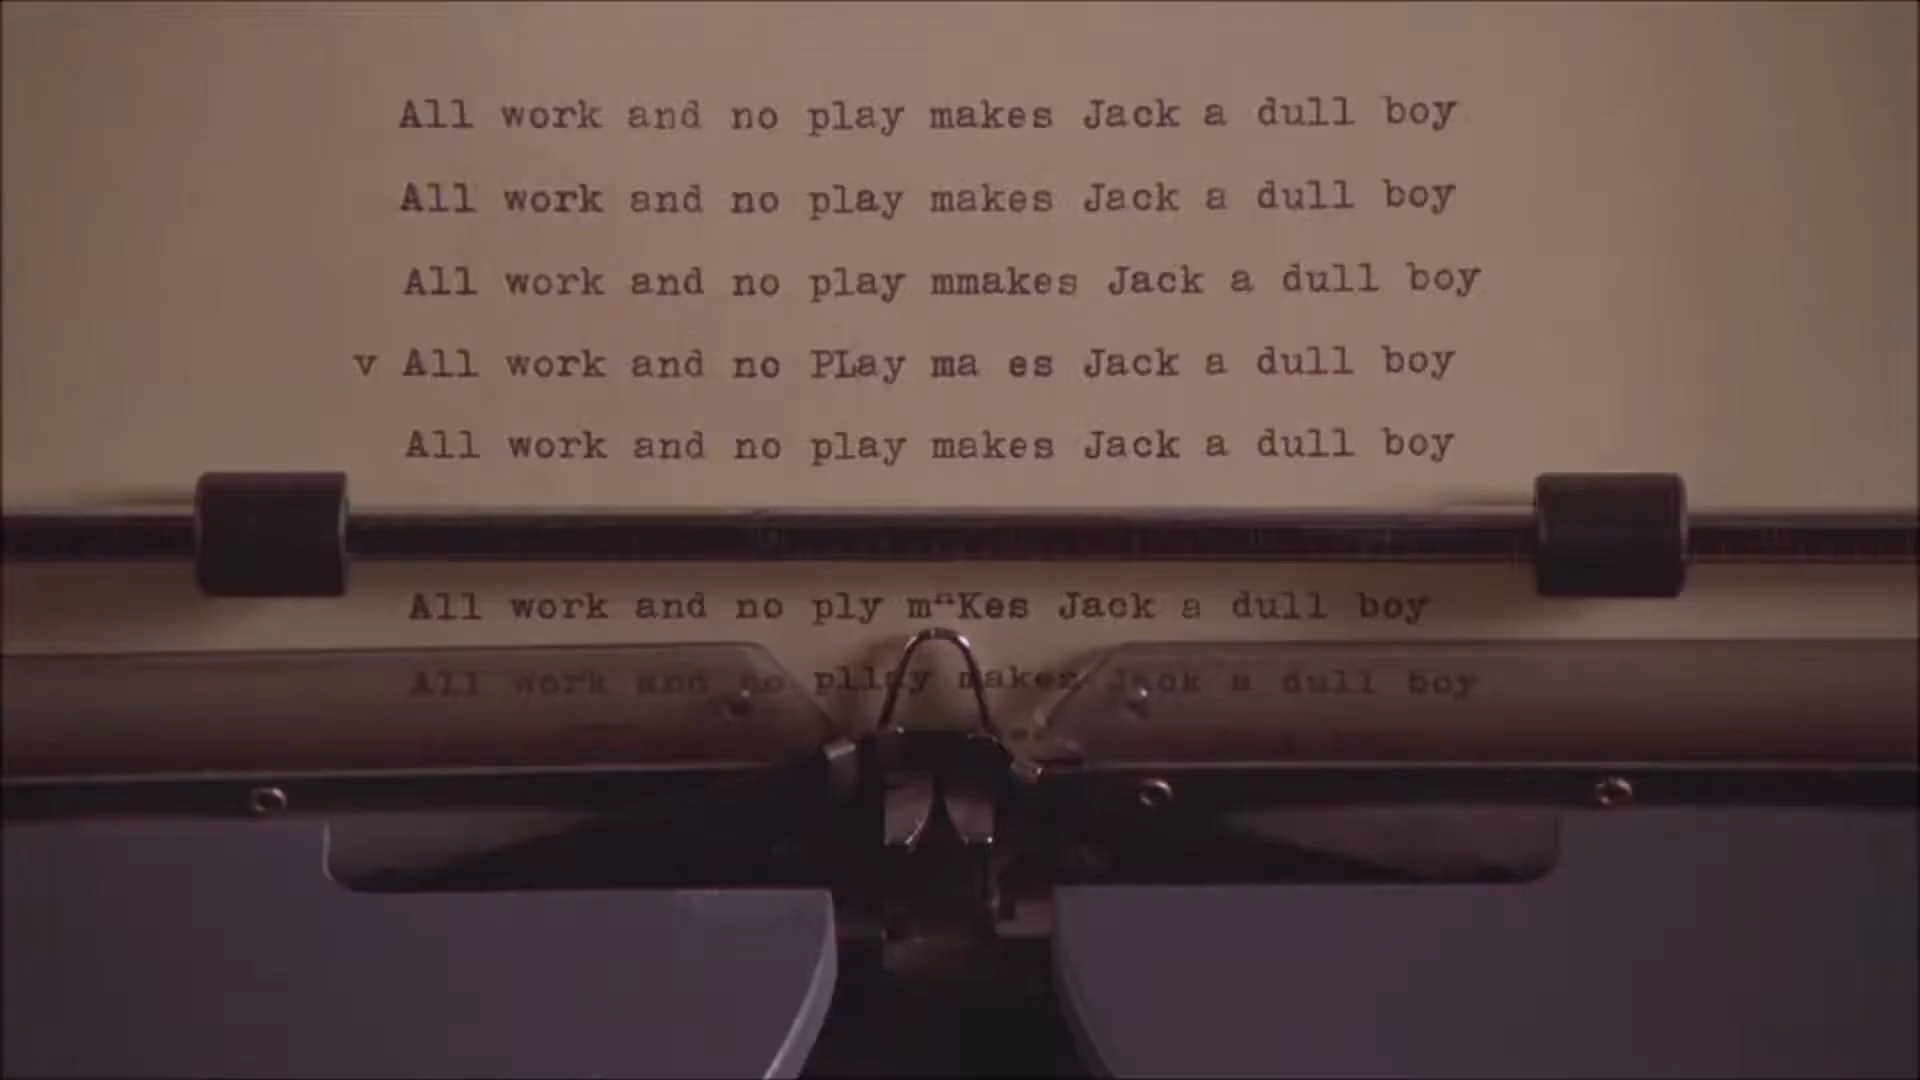 All work and no play makes Jack a dull boy
All work and no play makes Jack a dull boy
All work and no play mmakes Jack a dull boy
v All work and no PLay ma es Jack a dull boy
All work and no play makes Jack a dull boy
All work and no ply m^Kes Jack a dull boy
All work and no pllay makes Jack a dull boy